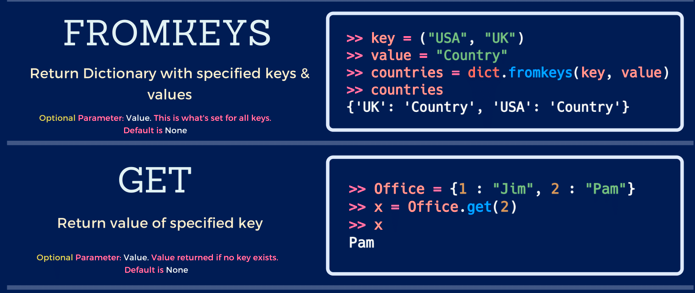 FROMKEYS
Return Dictionary with specified keys &
values
Optional Parameter: Value. This is what's set for all keys.
Default is None
>> key = ("USA", "UK")
>> value = "Country"
>> countries = dict.fromkeys(key, value)
>> countries
{'UK': 'Country', 'USA': 'Country'}
GET
Return value of specified key
Optional Parameter: Value. Value returned if no key exists.
Default is None
>> Office = {1 : "Jim", 2 : "Pam"}
>> x = Office.get(2)
>> x
Pam